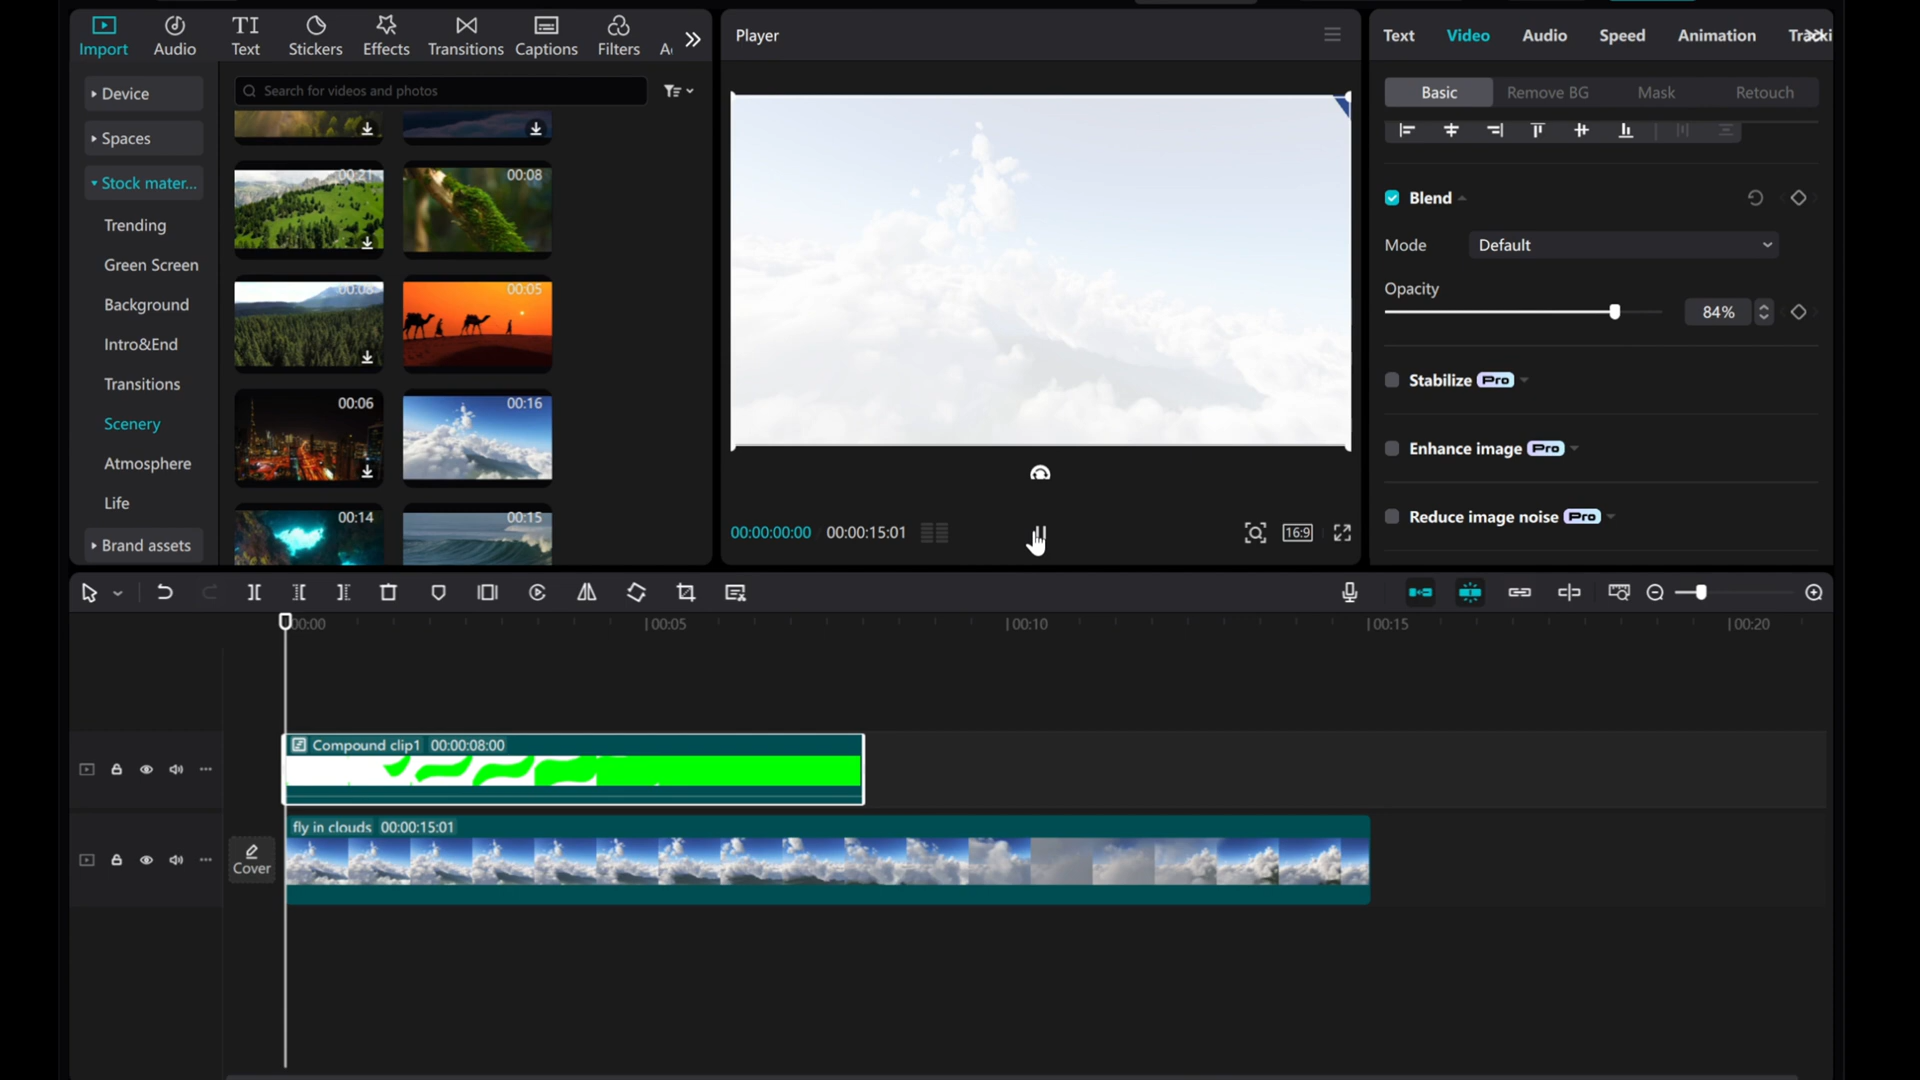 Import
Audio
Text
Stickers
Effects
Transitions
Captions
Filters
Device
Spaces
Stock mater...
Trending
Green Screen
Background
Intro&End
Transitions
Scenery
Atmosphere
Life
Brand assets
Search for videos and photos
00:21
00:08
00:08
00:05
00:06
00:16
00:14
00:15
Player
00:00:00:00
00:00:15:01
16:9
Text
Video
Audio
Speed
Animation
Basic
Remove BG
Mask
Retouch
Blend
Mode
Default
Opacity
84%
Stabilize Pro
Enhance image Pro
Reduce image noise Pro
00:00
00:05
00:10
00:15
00:20
Compound clip1 00:00:08:00
Cover
fly in clouds 00:00:15:01